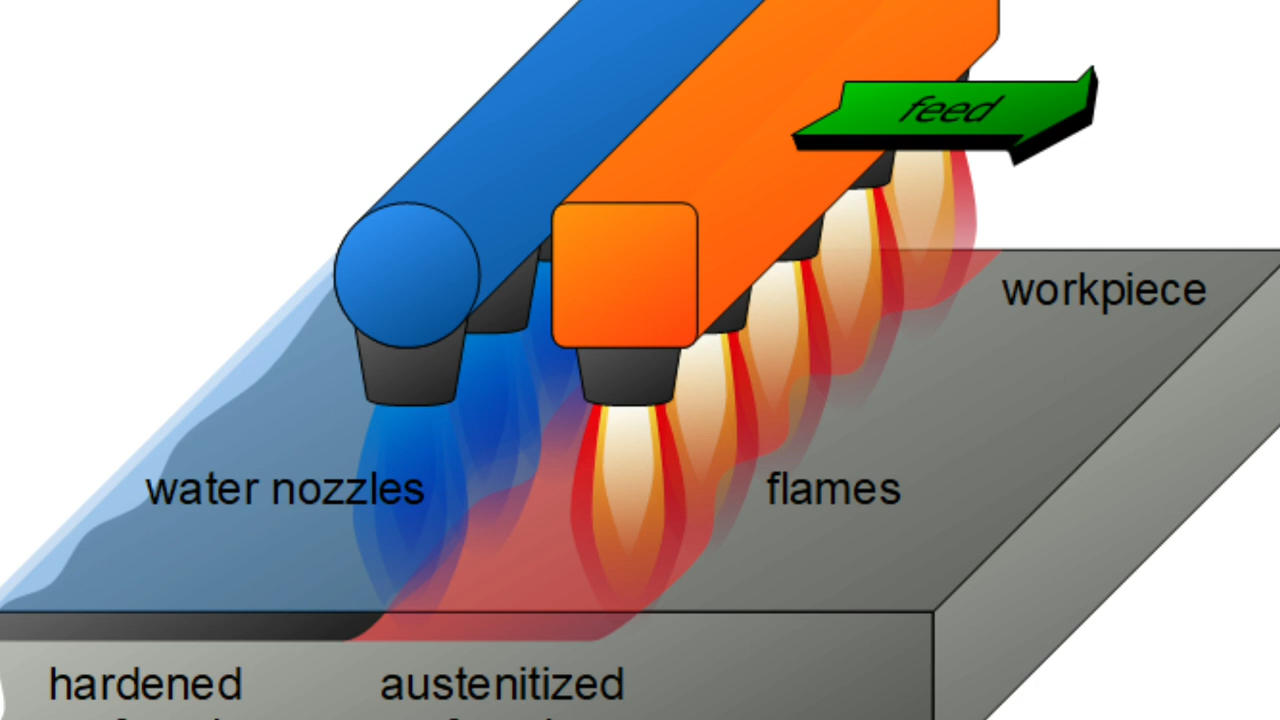 feed
workpiece
water nozzles
flames
hardened
austenitized